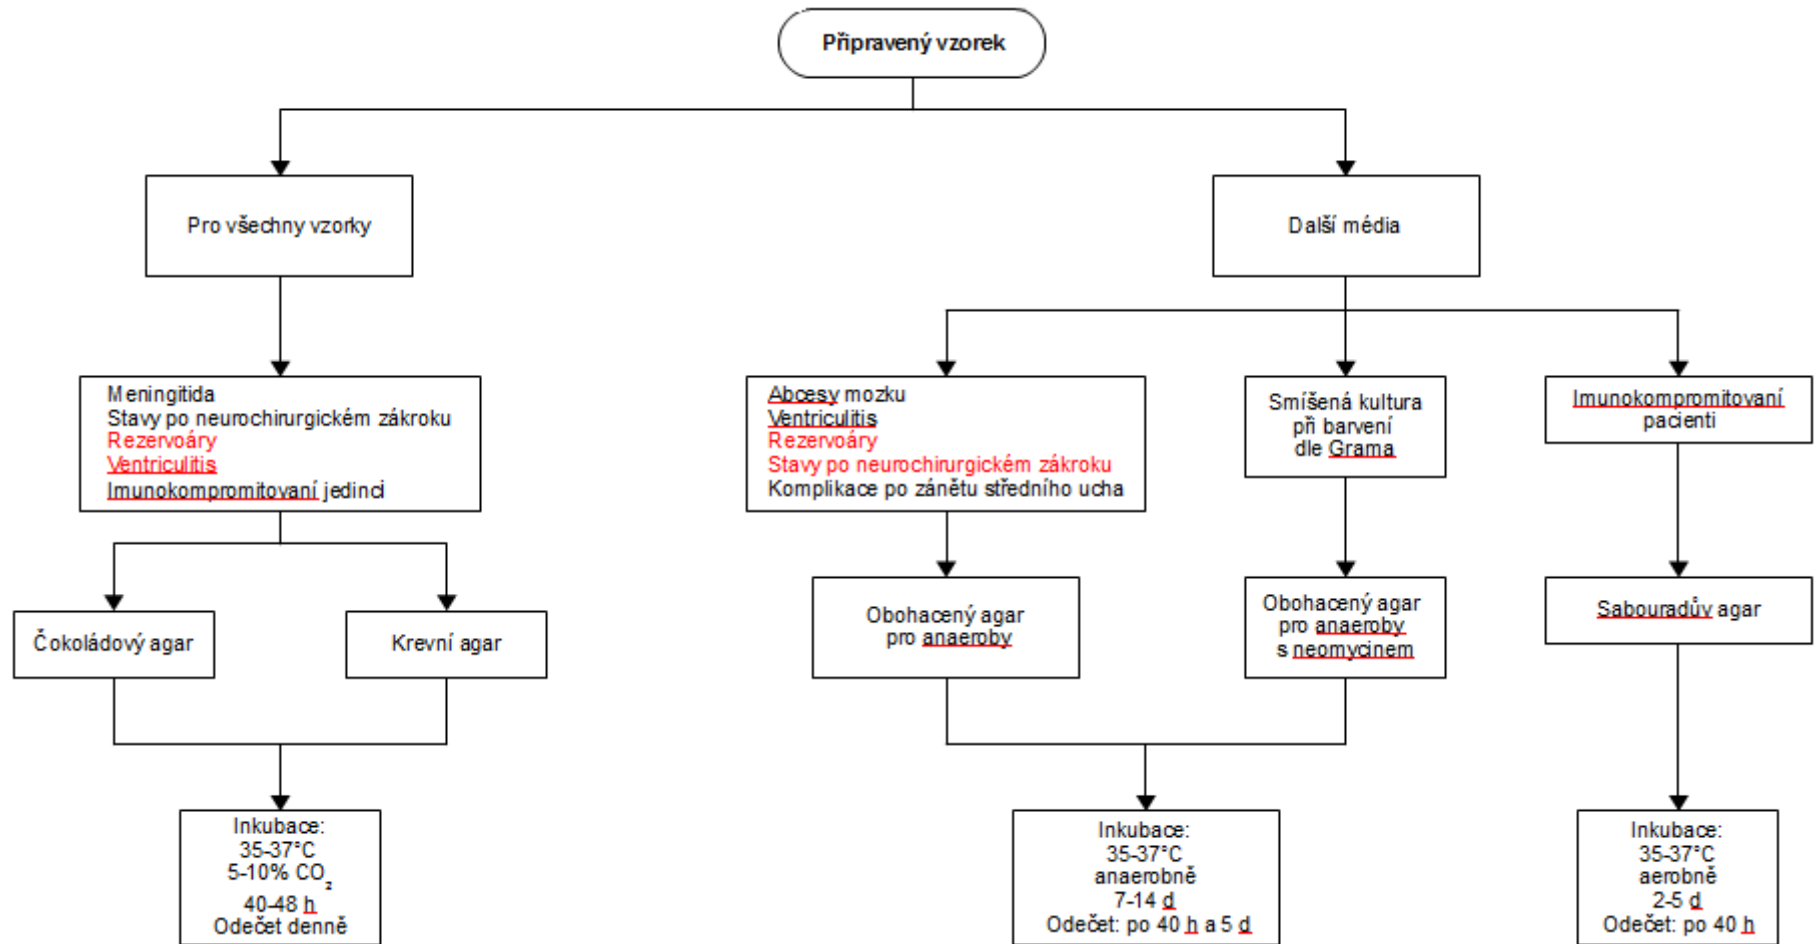 Připravený vzorek
Pro všechny vzorky
Další média
Meningitida
Stavy po neurochirurgickém zákroku
Rezervoáry
Ventriculitis
Imunokompromitovaní jedinci
Abcesy mozku
Ventriculitis
Rezervoáry
Stavy po neurochirurgickém zákroku
Komplikace po zánětu středního ucha
Smíšená kultura
při barvení
dle Grama
Imunokompromitovaní
pacienti
Čokoládový agar
Krevní agar
Obohacený agar
pro anaeroby
Obohacený agar
pro anaeroby
s neomycinem
Sabouradův agar
Inkubace:
35-37°C
5-10% CO₂
40-48 h
Odečet denně
Inkubace:
35-37°C
anaerobně
7-14 d
Odečet: po 40 h a 5 d
Inkubace:
35-37°C
aerobně
2-5 d
Odečet: po 40 h